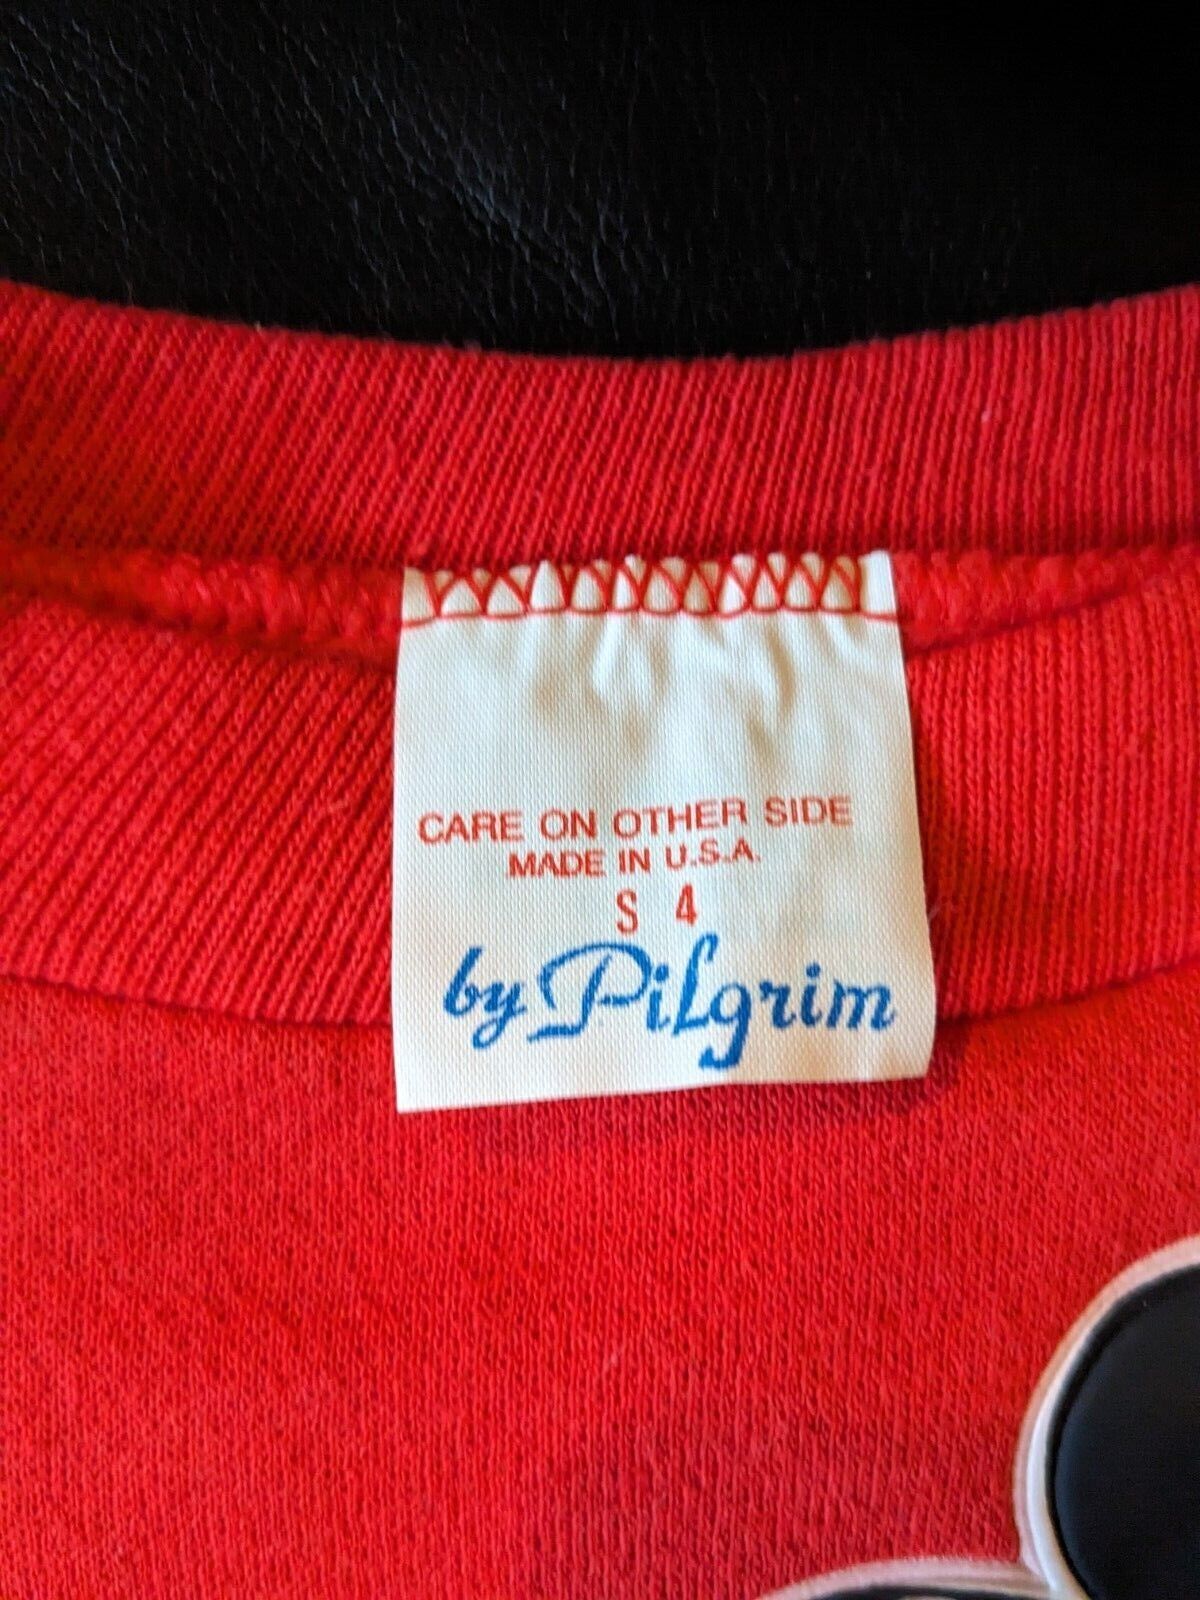 CARE ON OTHER SIDE
MADE IN U.S.A.
S 4
by Pilgrim